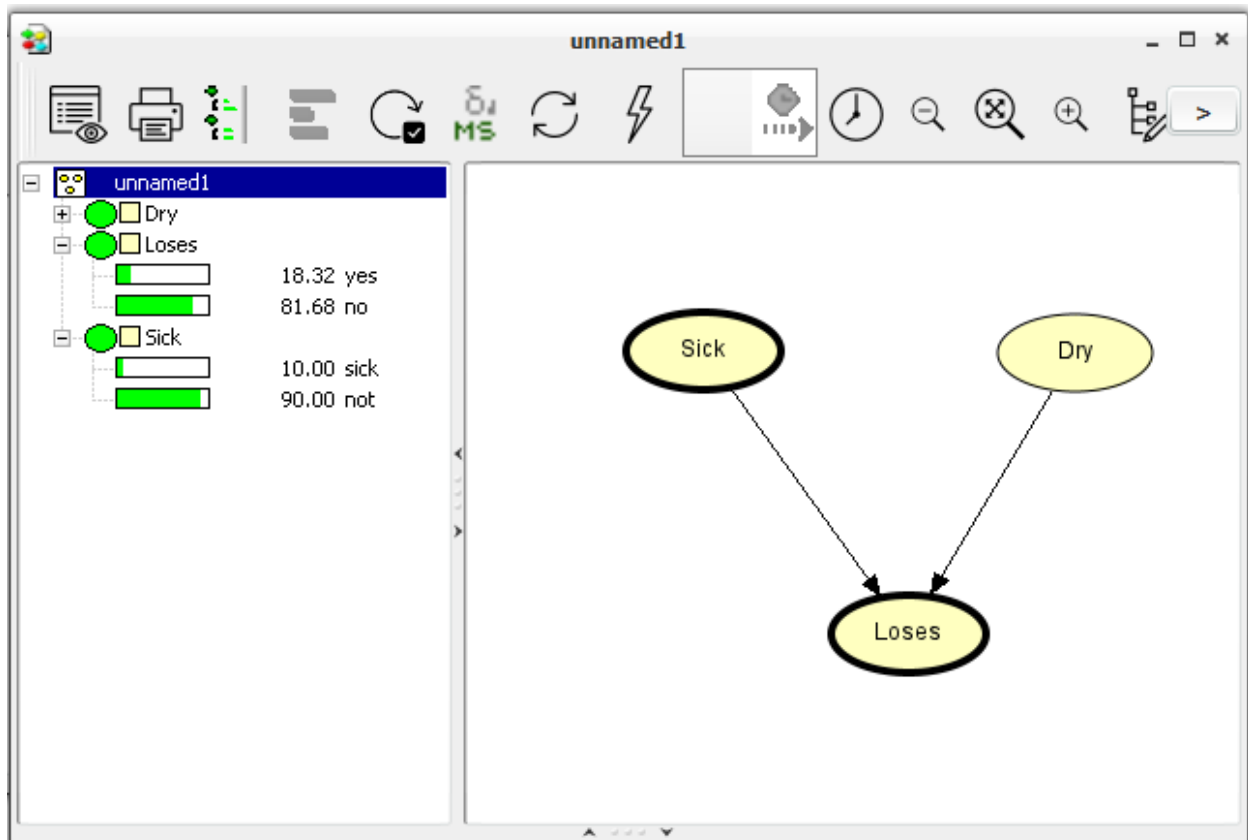 unnamed1
δ
MS
>
unnamed1
Dry
Loses
18.32 yes
81.68 no
Sick
10.00 sick
90.00 not
Sick
Dry
Loses